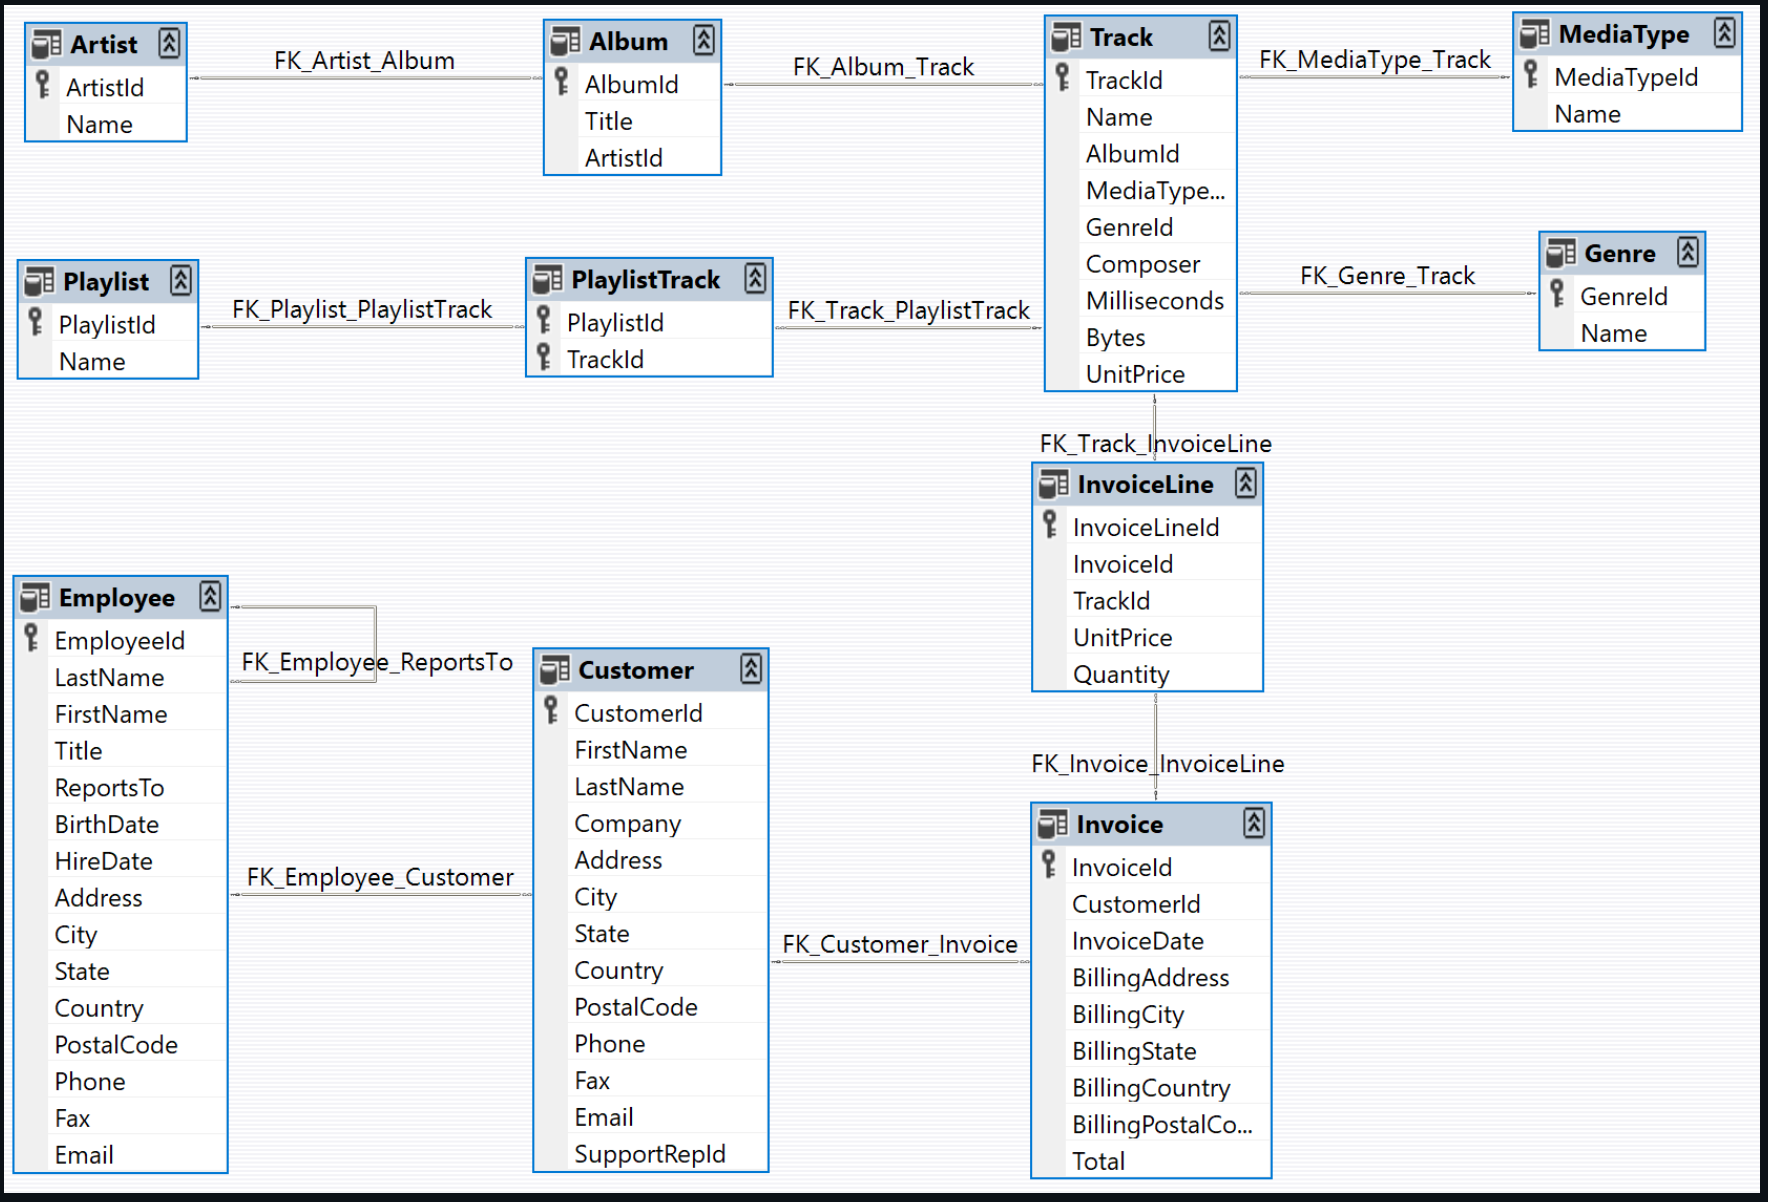 Artist
ArtistId
Name
FK_Artist_Album
Album
AlbumId
Title
ArtistId
FK_Album_Track
Track
TrackId
Name
AlbumId
MediaType...
GenreId
Composer
Milliseconds
Bytes
UnitPrice
FK_MediaType_Track
MediaType
MediaTypeId
Name
Playlist
PlaylistId
Name
FK_Playlist_PlaylistTrack
PlaylistTrack
PlaylistId
TrackId
FK_Track_PlaylistTrack
FK_Genre_Track
Genre
GenreId
Name
FK_Track_InvoiceLine
InvoiceLine
InvoiceLineId
InvoiceId
TrackId
UnitPrice
Quantity
Employee
EmployeeId
LastName
FirstName
Title
ReportsTo
BirthDate
HireDate
Address
City
State
Country
PostalCode
Phone
Fax
Email
FK_Employee_ReportsTo
FK_Employee_Customer
Customer
CustomerId
FirstName
LastName
Company
Address
City
State
Country
PostalCode
Phone
Fax
Email
SupportRepId
FK_Customer_Invoice
FK_Invoice_InvoiceLine
Invoice
InvoiceId
CustomerId
InvoiceDate
BillingAddress
BillingCity
BillingState
BillingCountry
BillingPostalCo...
Total